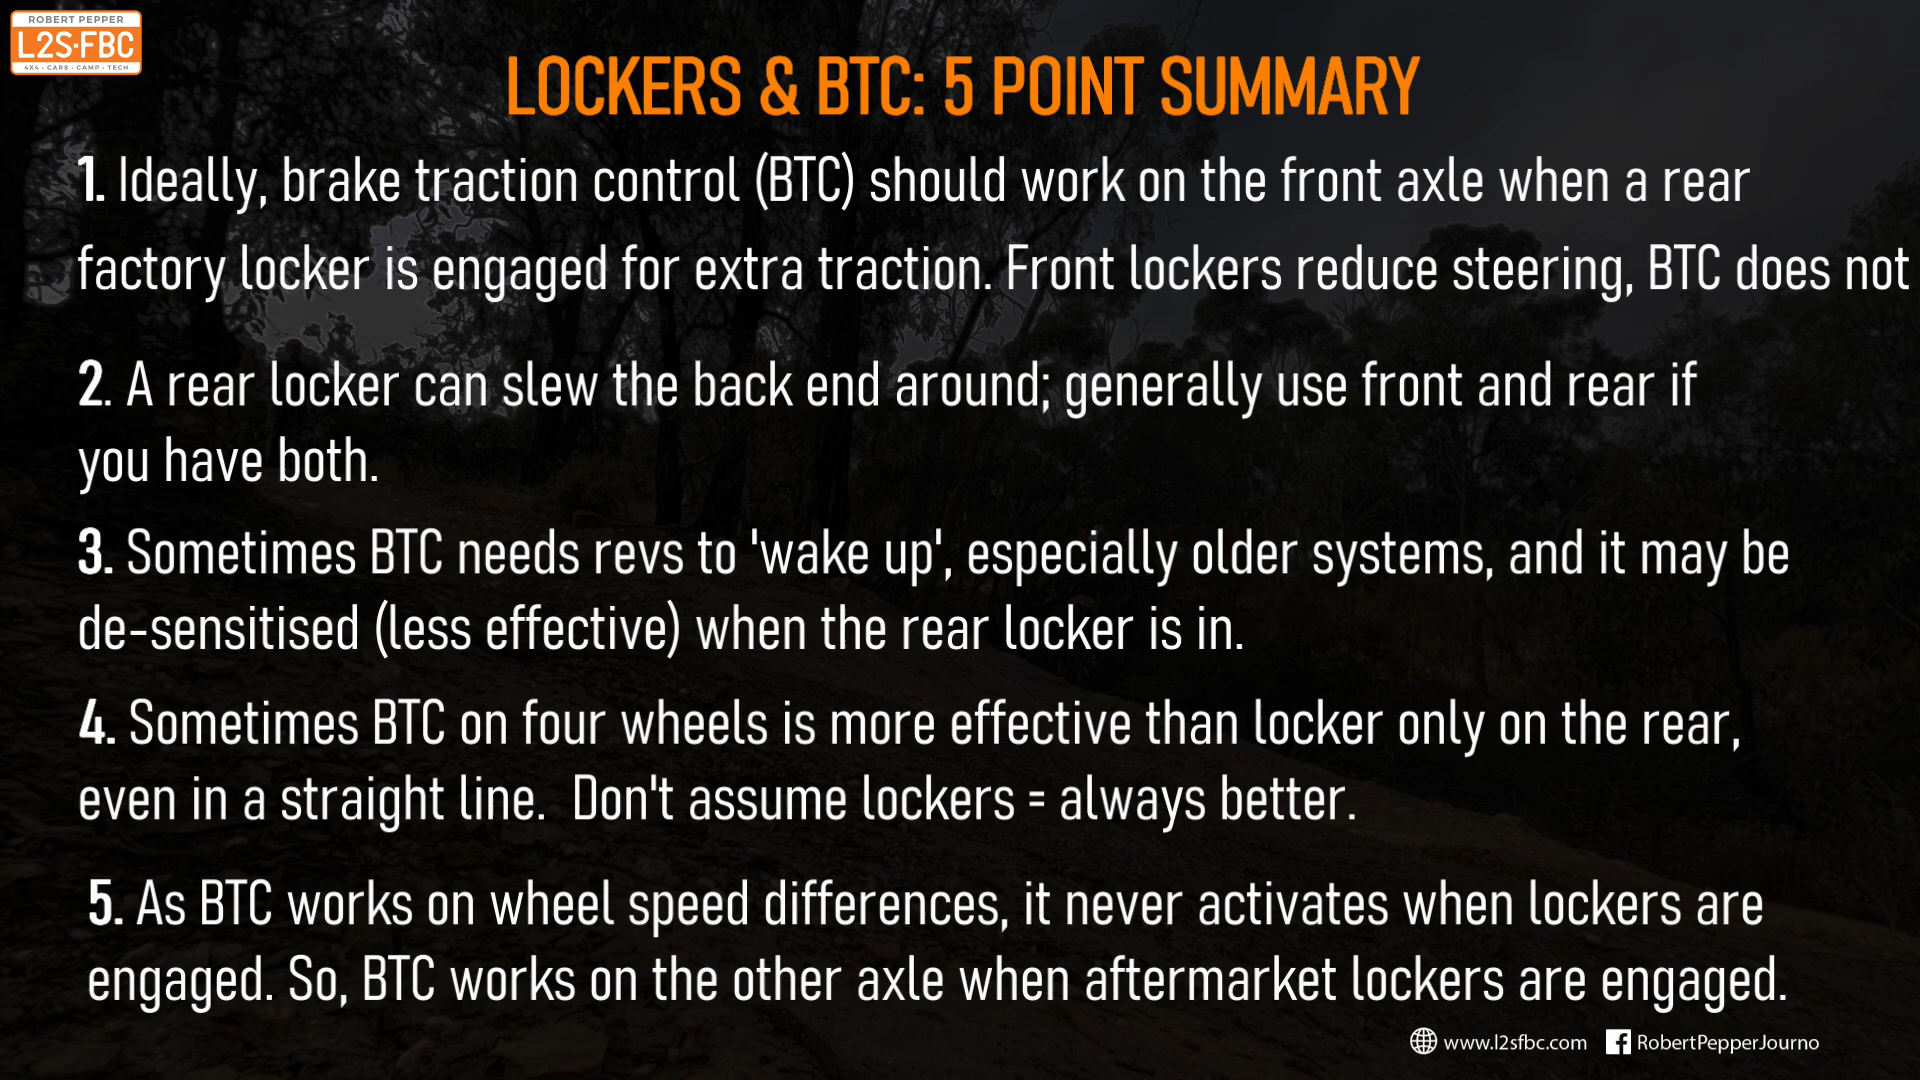 ROBERT PEPPER
L2S·FBC
4X4 · CARS · CAMP · TECH
LOCKERS & BTC: 5 POINT SUMMARY
1. Ideally, brake traction control (BTC) should work on the front axle when a rear
factory locker is engaged for extra traction. Front lockers reduce steering, BTC does not
2. A rear locker can slew the back end around; generally use front and rear if
you have both.
3. Sometimes BTC needs revs to 'wake up', especially older systems, and it may be
de-sensitised (less effective) when the rear locker is in.
4. Sometimes BTC on four wheels is more effective than locker only on the rear,
even in a straight line.  Don't assume lockers = always better.
5. As BTC works on wheel speed differences, it never activates when lockers are
engaged. So, BTC works on the other axle when aftermarket lockers are engaged.
www.l2sfbc.com RobertPepperJourno